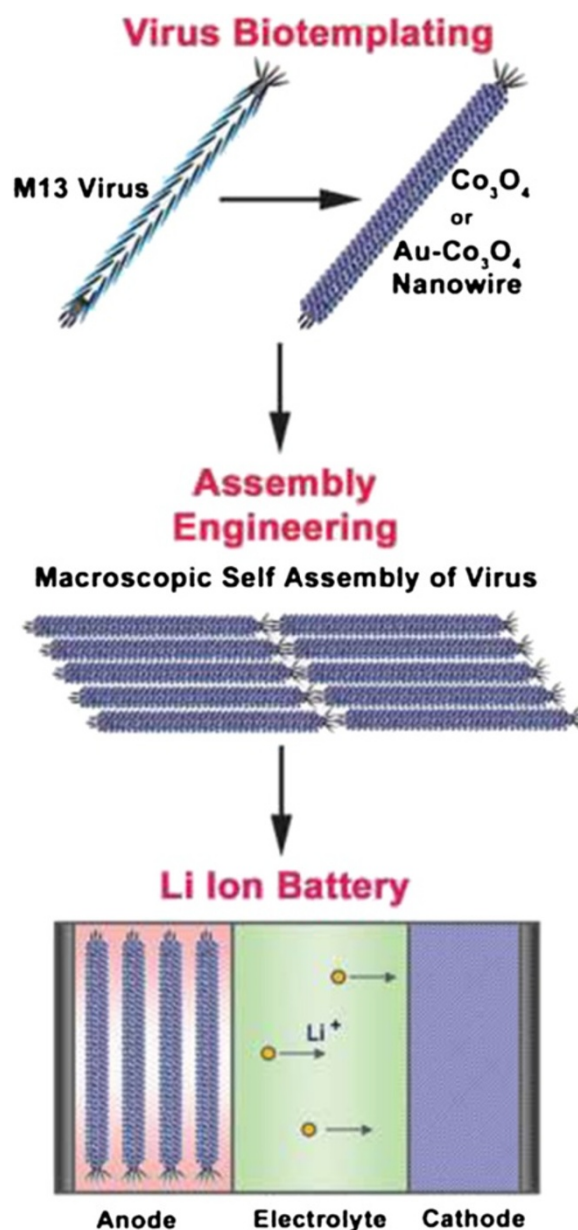 Virus Biotemplating
M13 Virus
Co₃O₄
or
Au-Co₃O₄
Nanowire
Assembly
Engineering
Macroscopic Self Assembly of Virus
Li Ion Battery
Li⁺
Anode Electrolyte Cathode